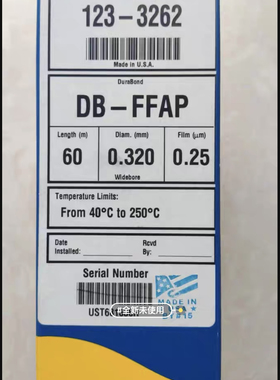 123-3262
Made in U.S.A.
DuraBond
DB-FFAP
Length (m) Diam. (mm) Film (μm)
60 0.320 0.25
Widebore
Temperature Limits:
From 40°C to 250°C
Date Rcvd
Installed: By:
Serial Number
#全新未使用
MADE IN